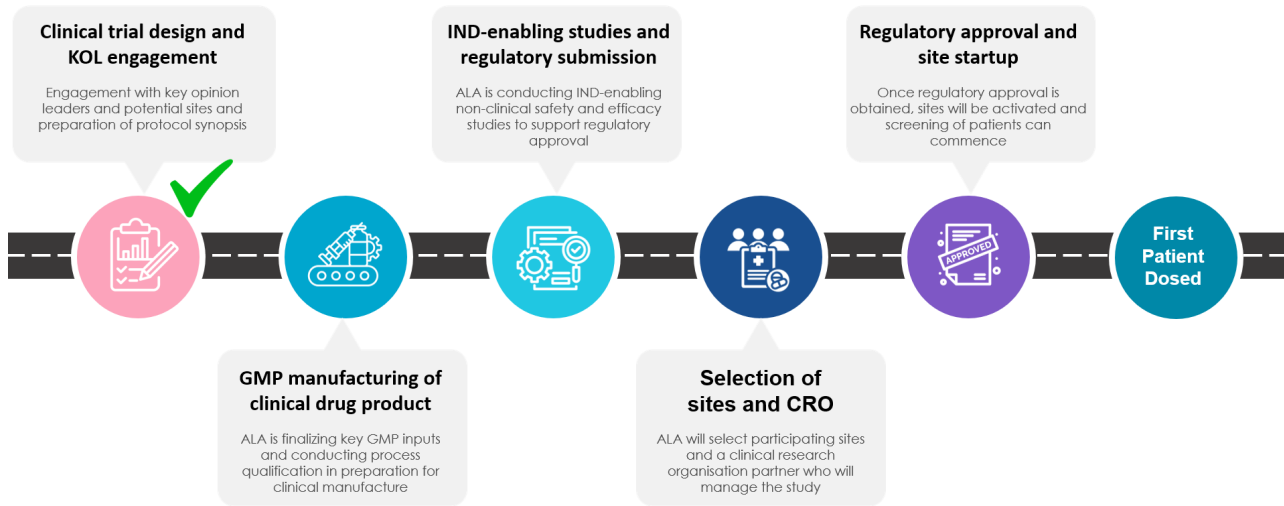 Clinical trial design and
KOL engagement
Engagement with key opinion
leaders and potential sites and
preparation of protocol synopsis
IND-enabling studies and
regulatory submission
ALA is conducting IND-enabling
non-clinical safety and efficacy
studies to support regulatory
approval
Regulatory approval and
site startup
Once regulatory approval is
obtained, sites will be activated and
screening of patients can
commence
APPROVED
First
Patient
Dosed
GMP manufacturing of
clinical drug product
ALA is finalizing key GMP inputs
and conducting process
qualification in preparation for
clinical manufacture
Selection of
sites and CRO
ALA will select participating sites
and a clinical research
organisation partner who will
manage the study